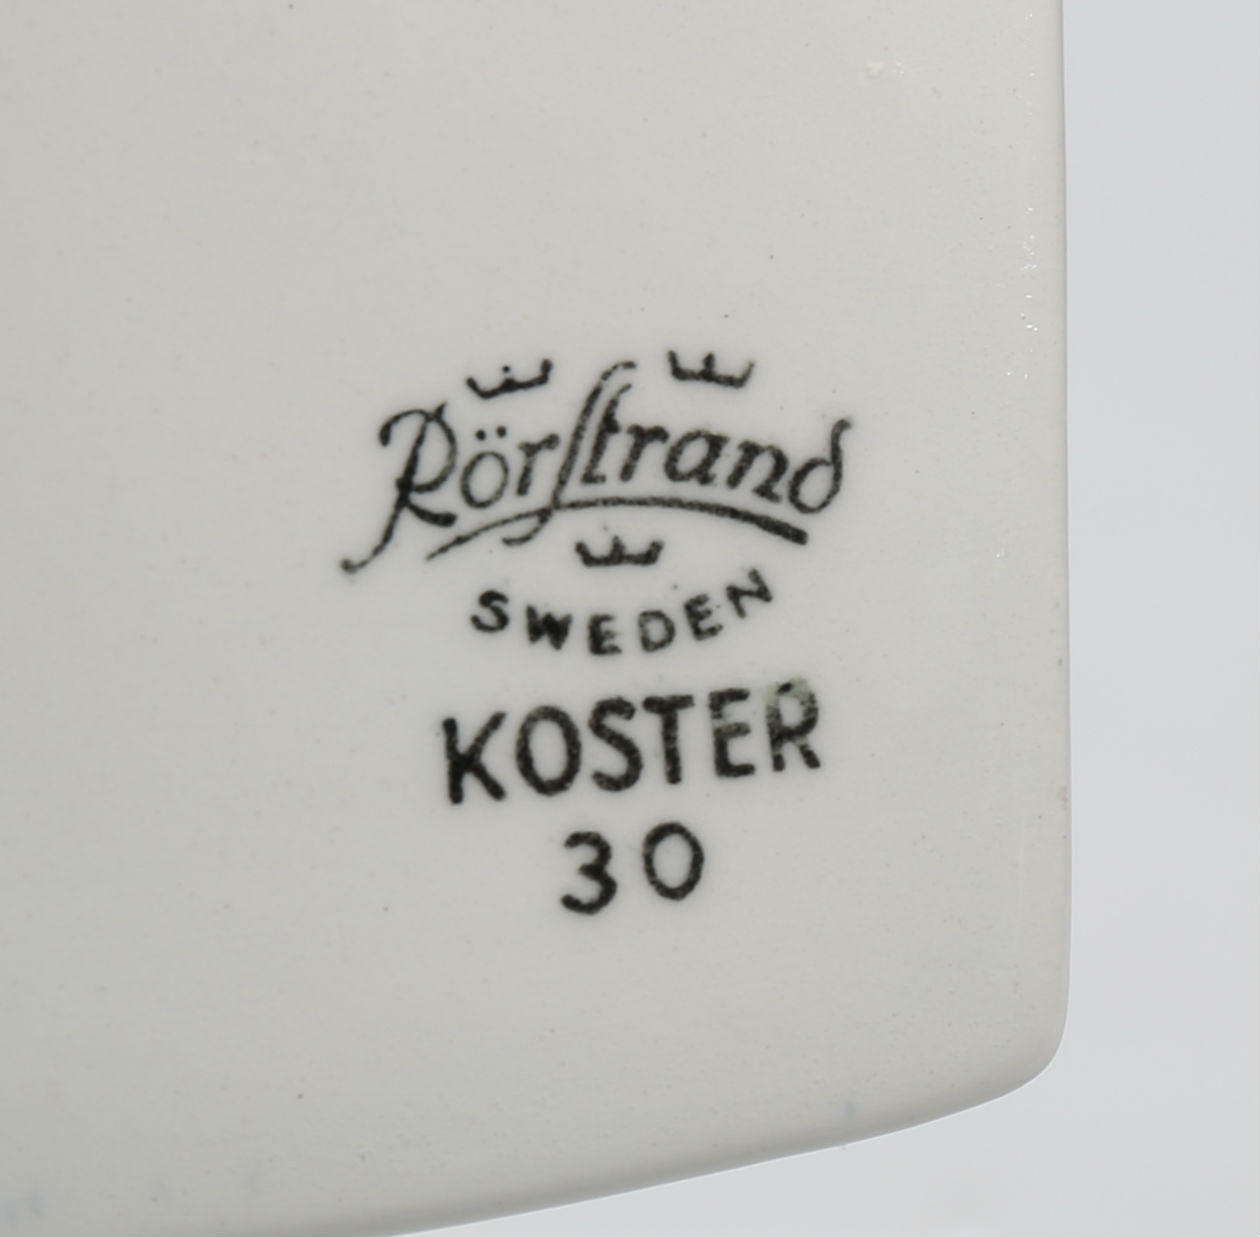 Rörstrand
SWEDEN
KOSTER
30